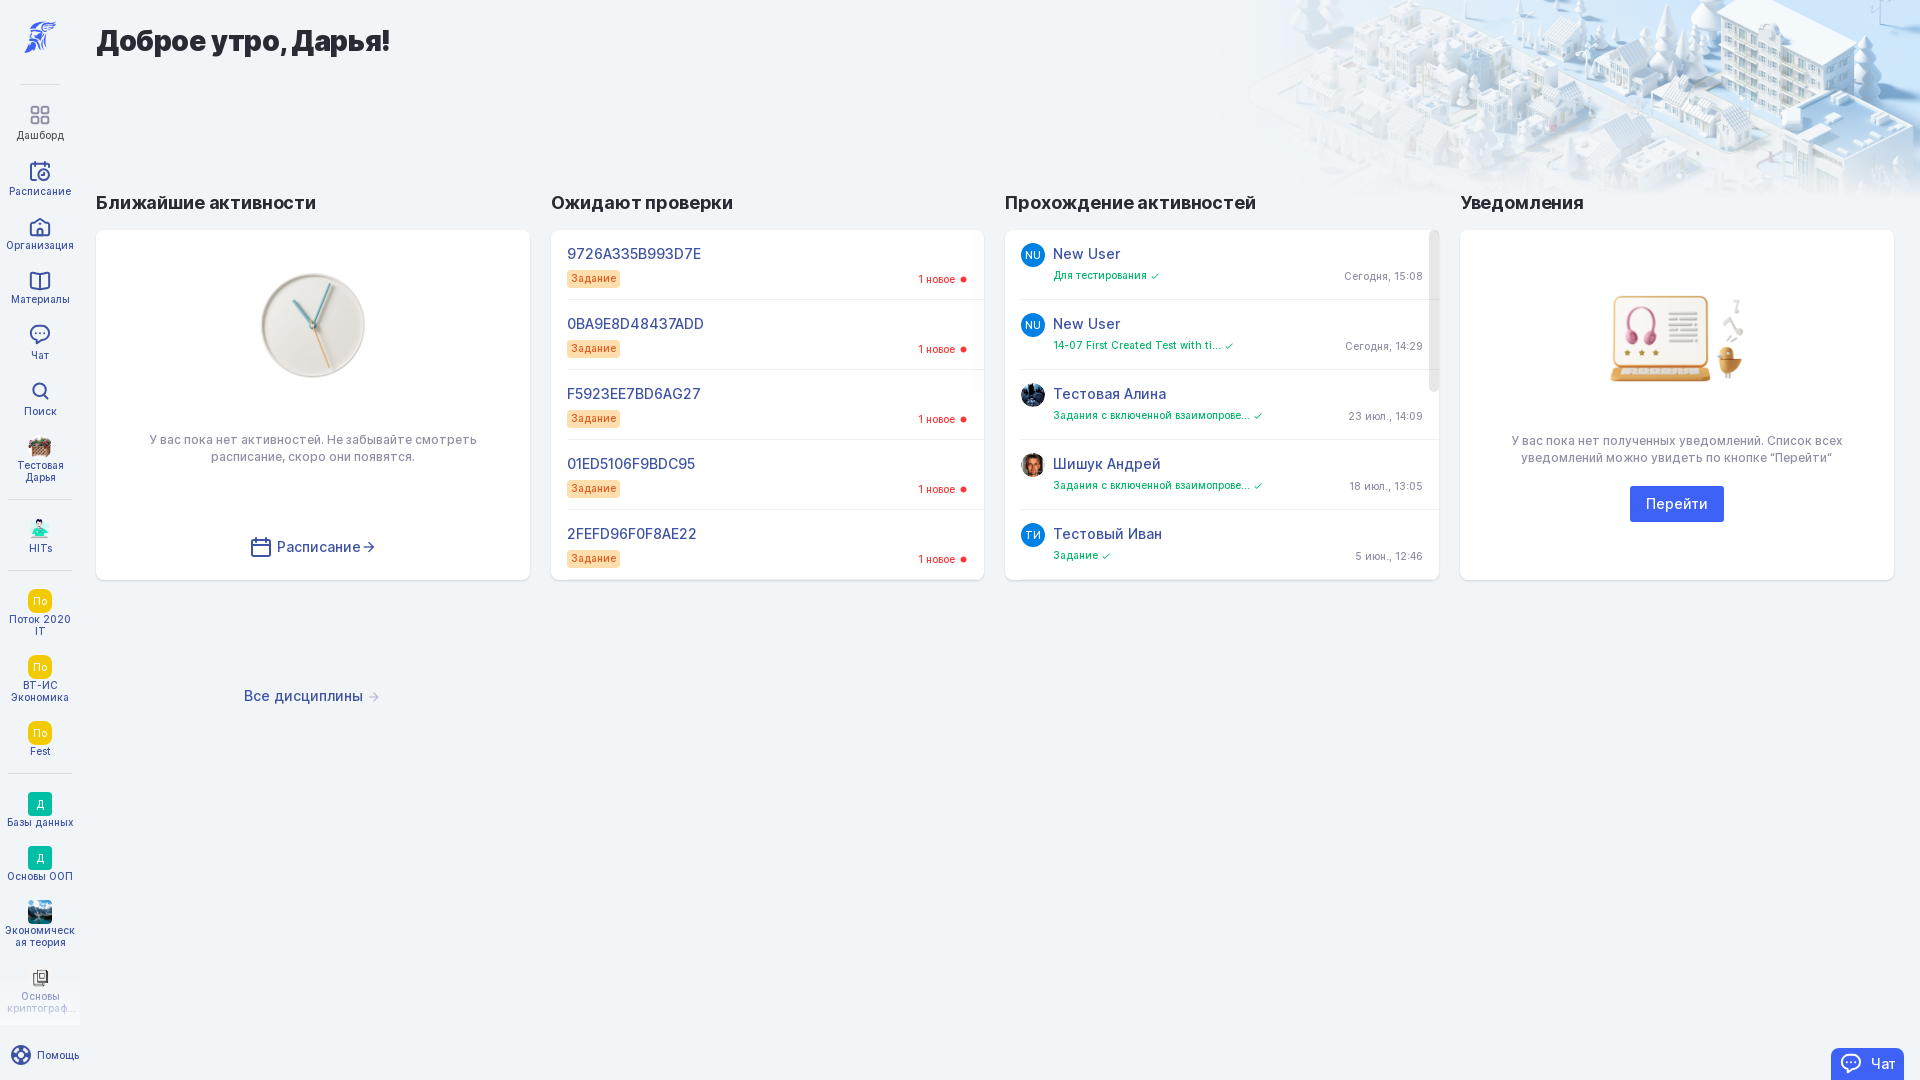 Доброе утро, Дарья!
Дашборд
Расписание
Организация
Материалы
Чат
Поиск
Тестовая
Дарья
HITs
По
Поток 2020
IT
По
ВТ-ИС
Экономика
По
Fest
Д
Базы данных
Д
Основы ООП
Экономическ
ая теория
Основы
криптограф...
Помощь
Ближайшие активности
У вас пока нет активностей. Не забывайте смотреть
расписание, скоро они появятся.
Расписание
Ожидают проверки
9726A335B993D7E
Задание
1 новое
0BA9E8D48437ADD
Задание
1 новое
F5923EE7BD6AG27
Задание
1 новое
01ED5106F9BDC95
Задание
1 новое
2FEFD96F0F8AE22
Задание
1 новое
Прохождение активностей
NU New User
Для тестирования
Сегодня, 15:08
NU New User
14-07 First Created Test with ti...
Сегодня, 14:29
Тестовая Алина
Задания с включенной взаимопрове...
23 июл., 14:09
Шишук Андрей
Задания с включенной взаимопрове...
18 июл., 13:05
ТИ Тестовый Иван
Задание
5 июн., 12:46
Уведомления
У вас пока нет полученных уведомлений. Список всех
уведомлений можно увидеть по кнопке “Перейти”
Перейти
Все дисциплины
Чат